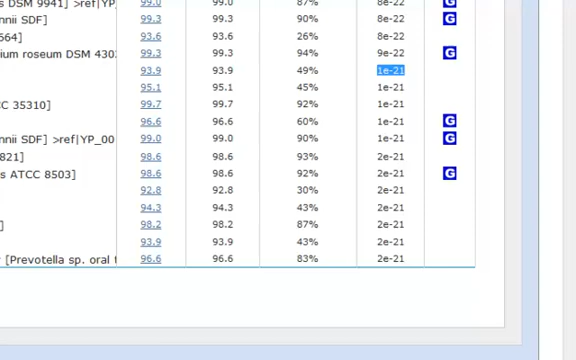 s DSM 9941] >ref|YP_ 99.0 99.0 87% 8e-22 G
nnii SDF] 99.3 99.3 90% 8e-22 G
564] 93.6 93.6 26% 8e-22
ium roseum DSM 430 99.3 99.3 94% 9e-22 G
93.9 93.9 49% 1e-21
95.1 95.1 45% 1e-21
CC 35310] 99.7 99.7 92% 1e-21
96.6 96.6 60% 1e-21 G
nnii SDF] >ref|YP_00 99.0 99.0 90% 1e-21 G
821] 98.6 98.6 93% 2e-21
s ATCC 8503] 98.6 98.6 92% 2e-21 G
92.8 92.8 30% 2e-21
94.3 94.3 43% 2e-21
] 98.2 98.2 87% 2e-21
93.9 93.9 43% 2e-21
[Prevotella sp. oral 96.6 96.6 83% 2e-21